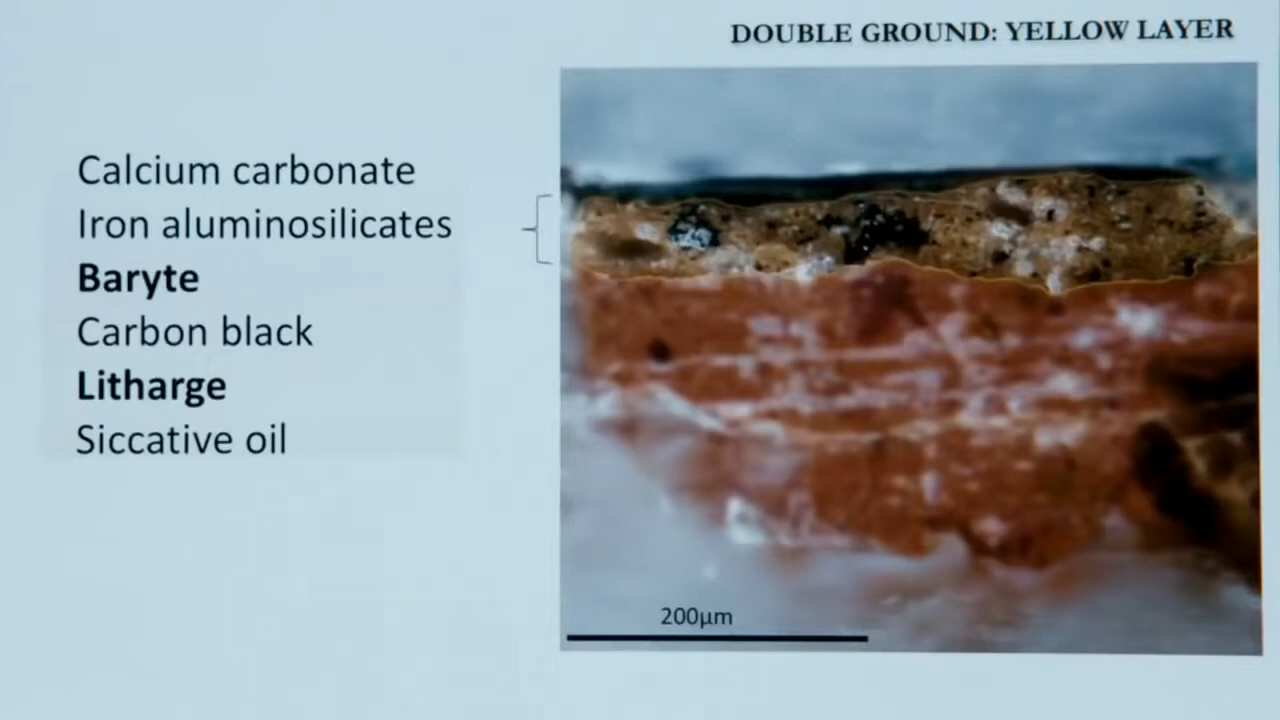 DOUBLE GROUND: YELLOW LAYER
Calcium carbonate
Iron aluminosilicates
Baryte
Carbon black
Litharge
Siccative oil
200µm